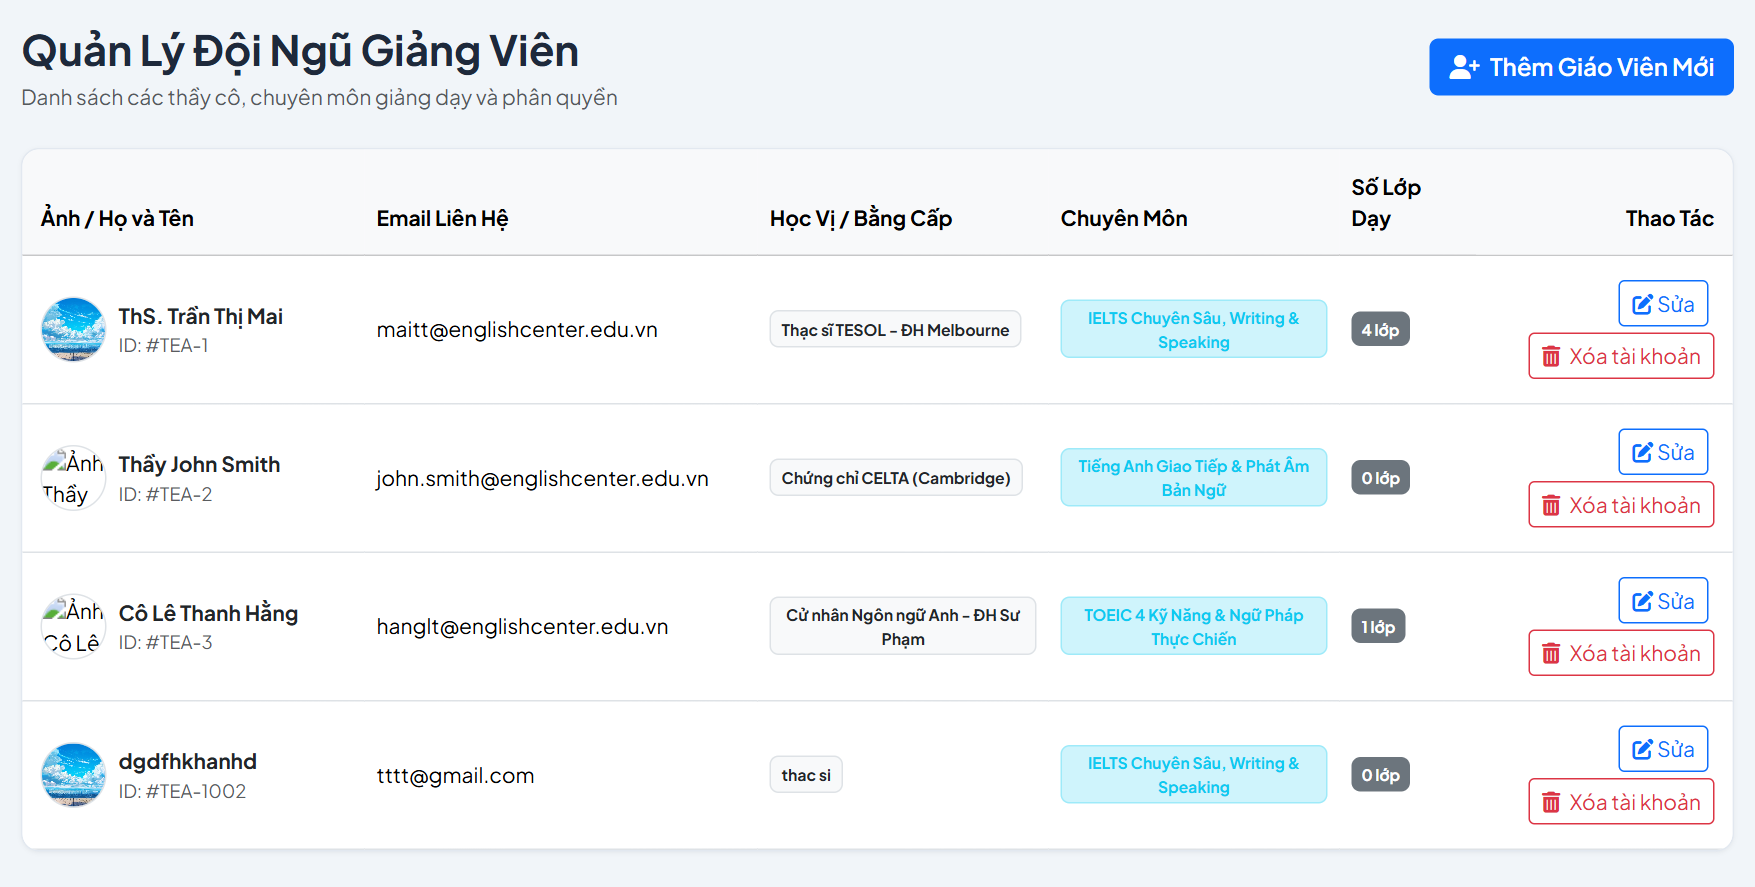 Quản Lý Đội Ngũ Giảng Viên
Danh sách các thầy cô, chuyên môn giảng dạy và phân quyền
Thêm Giáo Viên Mới
Ảnh / Họ và Tên
Email Liên Hệ
Học Vị / Bằng Cấp
Chuyên Môn
Số Lớp
Dạy
Thao Tác
ThS. Trần Thị Mai
ID: #TEA-1
maitt@englishcenter.edu.vn
Thạc sĩ TESOL - ĐH Melbourne
IELTS Chuyên Sâu, Writing &
Speaking
4 lớp
Sửa
Xóa tài khoản
Ảnh
Thầy
Thầy John Smith
ID: #TEA-2
john.smith@englishcenter.edu.vn
Chứng chỉ CELTA (Cambridge)
Tiếng Anh Giao Tiếp & Phát Âm
Bản Ngữ
0 lớp
Sửa
Xóa tài khoản
Ảnh
Cô Lê
Cô Lê Thanh Hằng
ID: #TEA-3
hanglt@englishcenter.edu.vn
Cử nhân Ngôn ngữ Anh - ĐH Sư
Phạm
TOEIC 4 Kỹ Năng & Ngữ Pháp
Thực Chiến
1 lớp
Sửa
Xóa tài khoản
dgdfhkhanhd
ID: #TEA-1002
tttt@gmail.com
thac si
IELTS Chuyên Sâu, Writing &
Speaking
0 lớp
Sửa
Xóa tài khoản